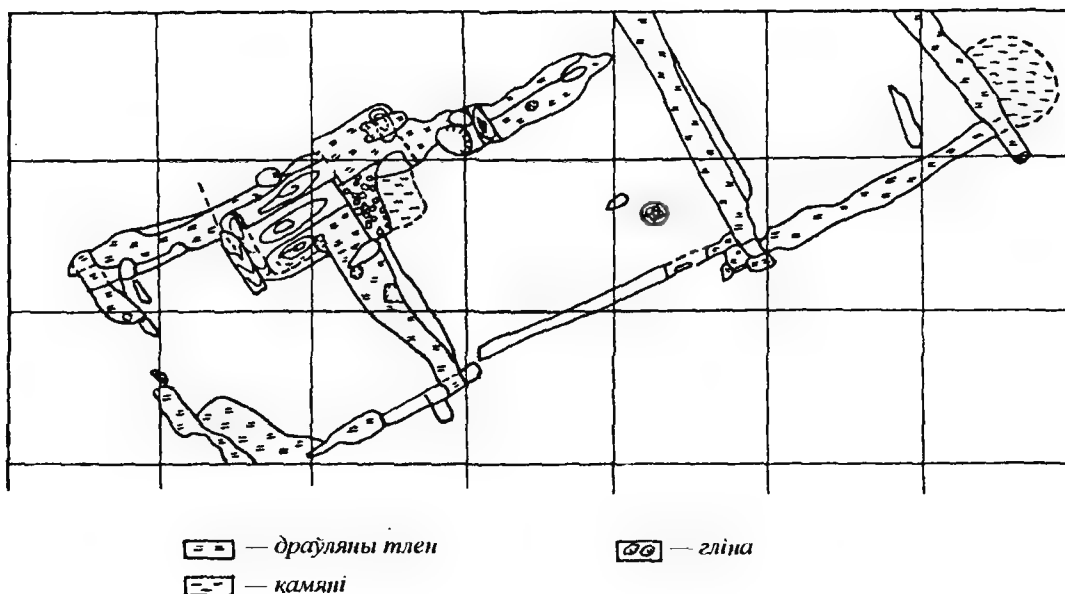 — драўляны тлен
— камяні
— гліна